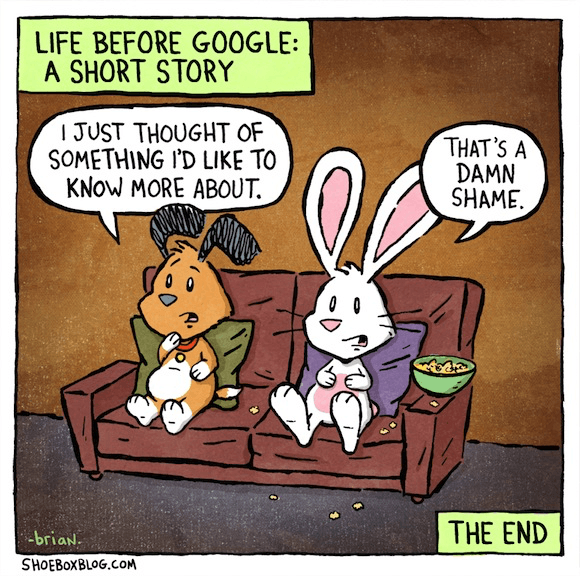 LIFE BEFORE GOOGLE:
A SHORT STORY
I JUST THOUGHT OF
SOMETHING I'D LIKE TO
KNOW MORE ABOUT.
THAT'S A
DAMN
SHAME.
-briaN.
THE END
SHOEBOXBLOG.COM